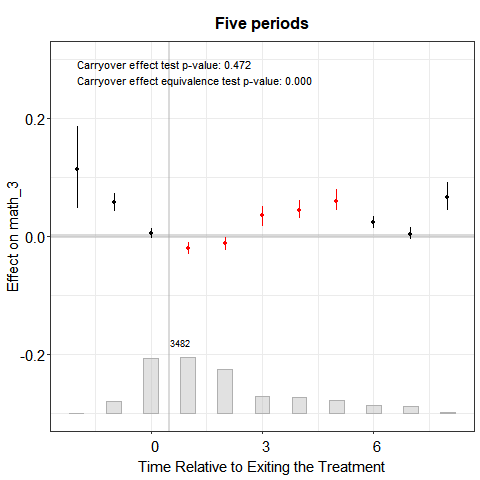 Five periods
Carryover effect test p-value: 0.472
Carryover effect equivalence test p-value: 0.000
Effect on math_3
0.2
0.0
-0.2
3482
0
3
6
Time Relative to Exiting the Treatment